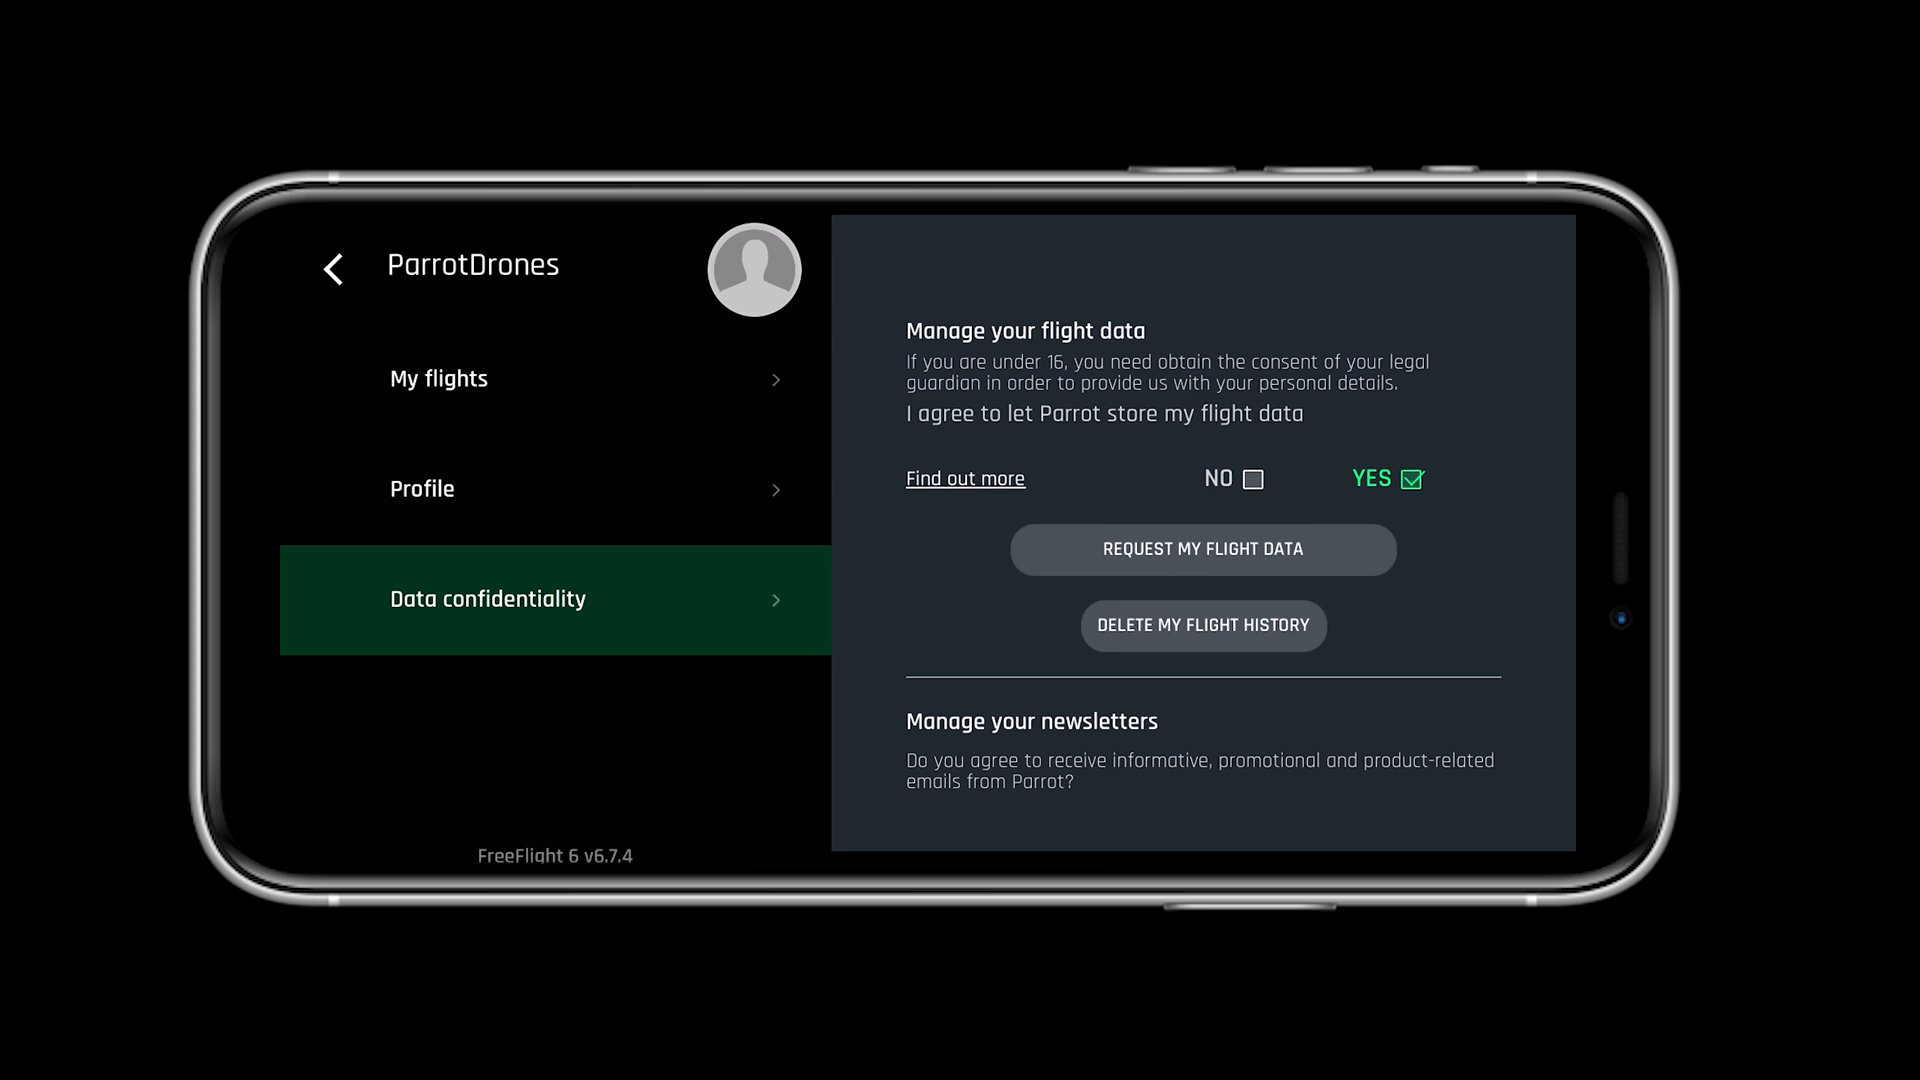 ParrotDrones
My flights
Profile
Data confidentiality
FreeFlight 6 v6.7.4
Manage your flight data
If you are under 16, you need obtain the consent of your legal
guardian in order to provide us with your personal details.
I agree to let Parrot store my flight data
Find out more
NO
YES
REQUEST MY FLIGHT DATA
DELETE MY FLIGHT HISTORY
Manage your newsletters
Do you agree to receive informative, promotional and product-related
emails from Parrot?